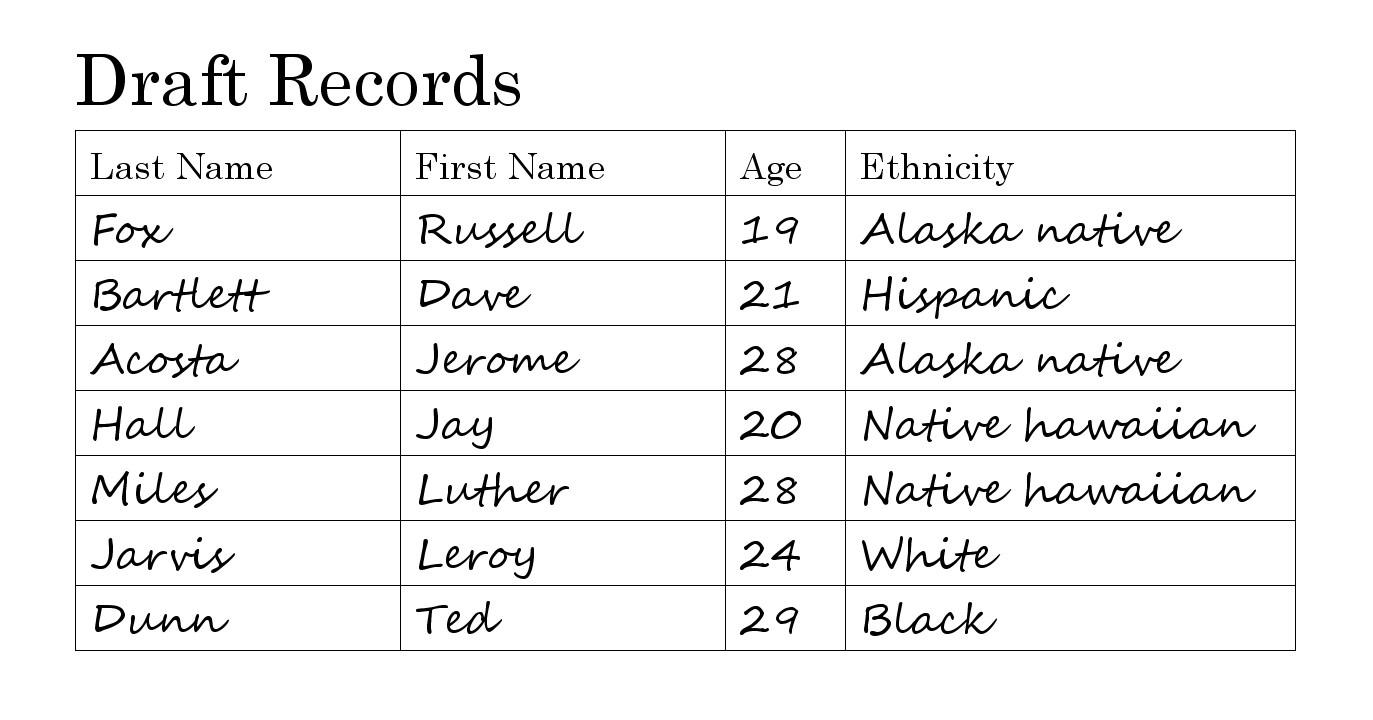 Draft Records
Last Name First Name Age Ethnicity
Fox Russell 19 Alaska native
Bartlett Dave 21 Hispanic
Acosta Jerome 28 Alaska native
Hall Jay 20 Native hawaiian
Miles Luther 28 Native hawaiian
Jarvis Leroy 24 White
Dunn Ted 29 Black